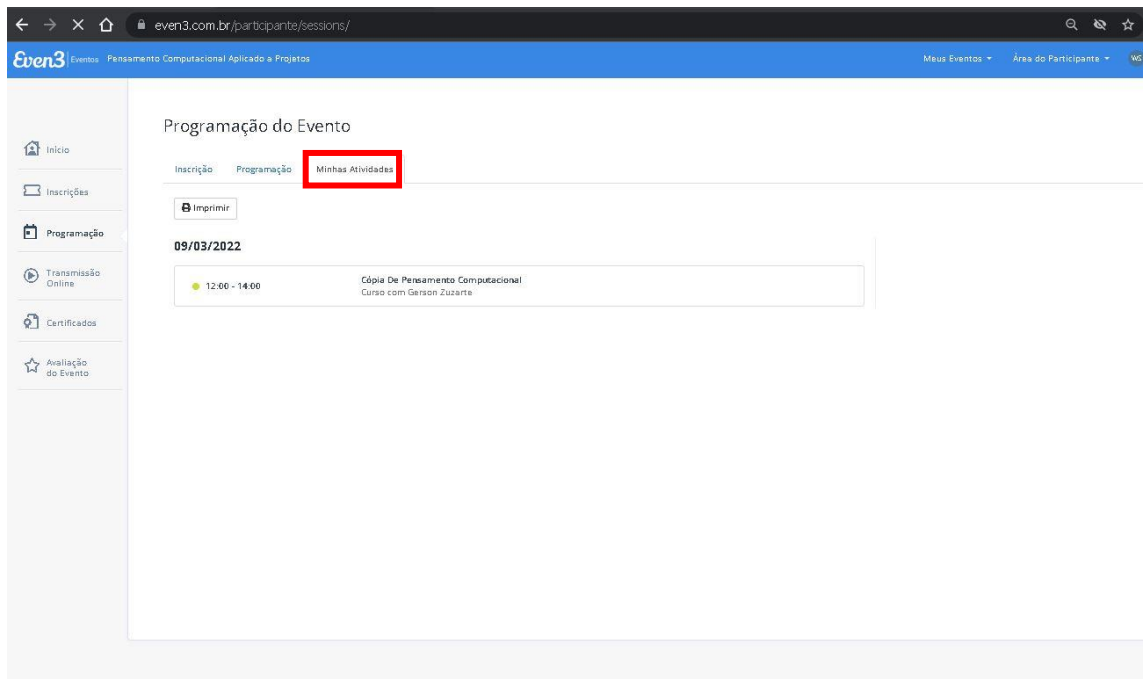 even3.com.br/participante/sessions/
Even3 Eventos Pensamento Computacional Aplicado a Projetos
Meus Eventos Área do Participante WS
Início
Inscrições
Programação
Transmissão
Online
Certificados
Avaliação
do Evento
Programação do Evento
Inscrição Programação Minhas Atividades
Imprimir
09/03/2022
12:00 - 14:00
Cópia De Pensamento Computacional
Curso com Gerson Zuzarte